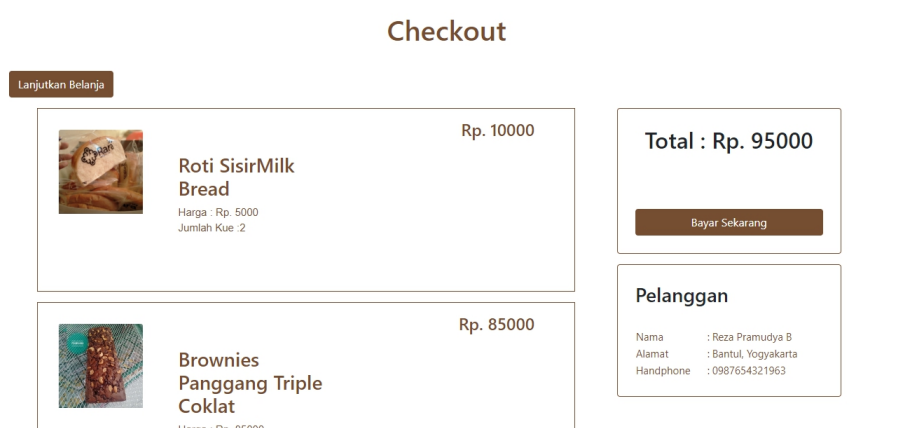 Checkout
Lanjutkan Belanja
Rp. 10000
Roti SisirMilk
Bread
Harga : Rp. 5000
Jumlah Kue :2
Rp. 85000
Brownies
Panggang Triple
Coklat
Total : Rp. 95000
Bayar Sekarang
Pelanggan
Nama : Reza Pramudya B
Alamat : Bantul, Yogyakarta
Handphone : 0987654321963